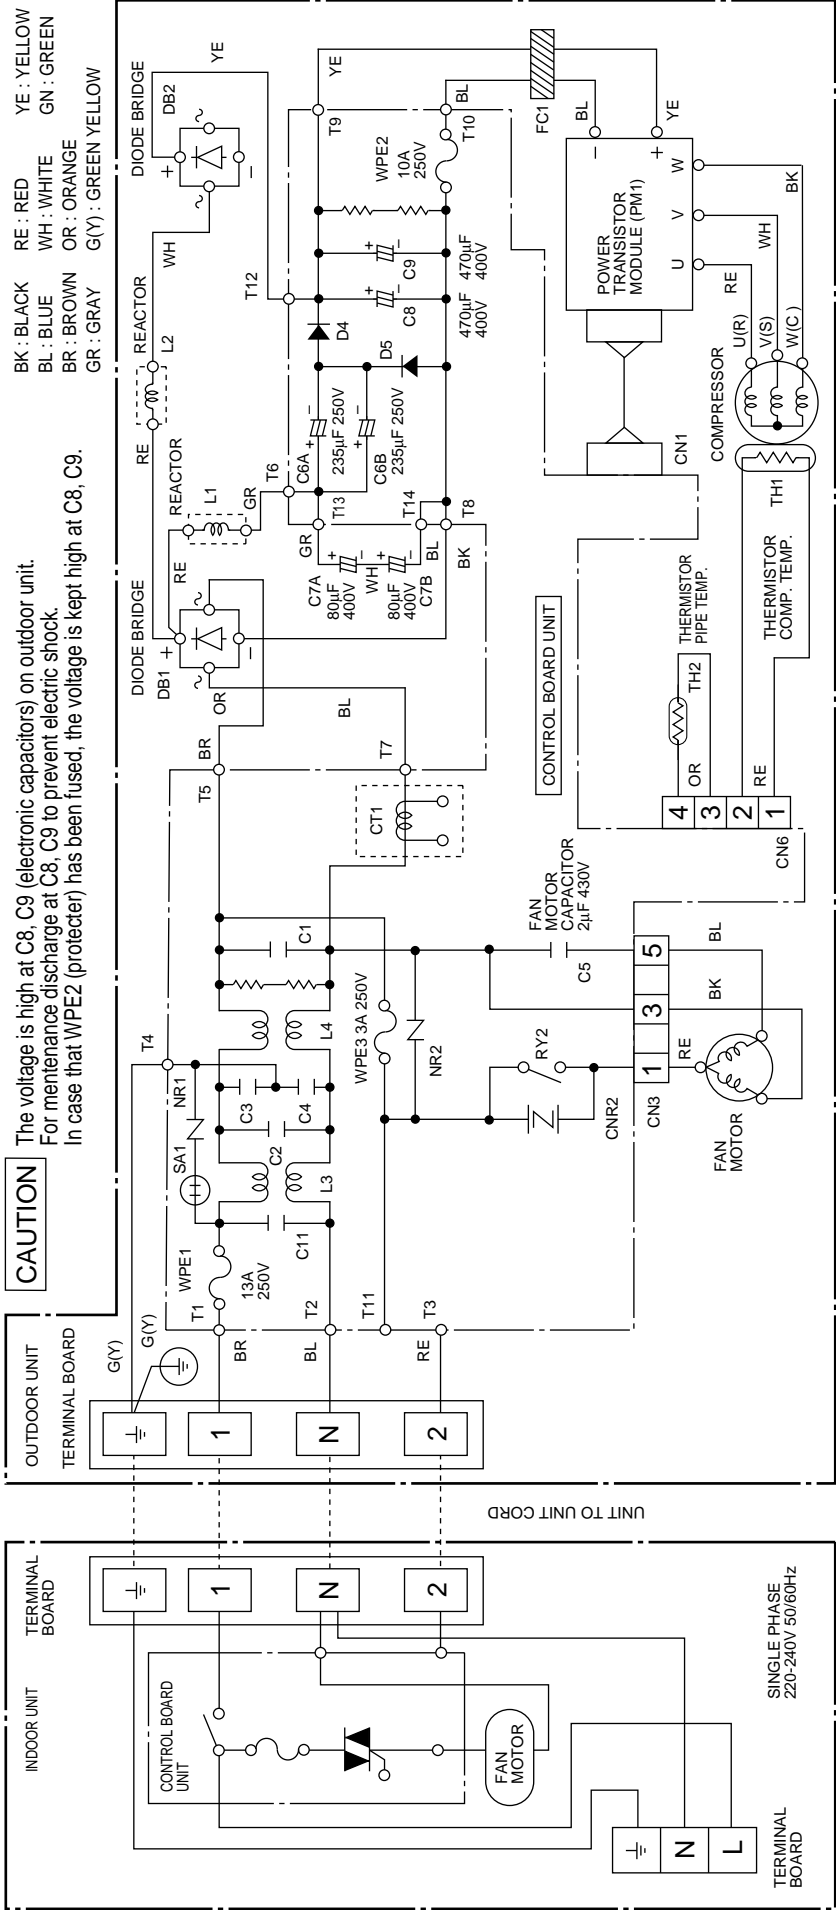 CAUTION
The voltage is high at C8, C9 (electronic capacitors) on outdoor unit.
For mentenance discharge at C8, C9 to prevent electric shock.
In case that WPE2 (protecter) has been fused, the voltage is kept high at C8, C9.
BK : BLACK
BL : BLUE
BR : BROWN
GR : GRAY
RE : RED
WH : WHITE
OR : ORANGE
G(Y) : GREEN YELLOW
YE : YELLOW
GN : GREEN
INDOOR UNIT
TERMINAL
BOARD
1
N
2
CONTROL BOARD
UNIT
FAN
MOTOR
N
L
TERMINAL
BOARD
SINGLE PHASE
220-240V 50/60Hz
UNIT TO UNIT CORD
OUTDOOR UNIT
TERMINAL BOARD
1
N
2
G(Y)
G(Y)
BR
BL
RE
T1
T2
T11
T3
WPE1
13A
250V
SA1
NR1
T4
C11
L3
C2
C3
C4
L4
C1
WPE3 3A 250V
NR2
RY2
CNR2
FAN
MOTOR
CAPACITOR
2μF 430V
C5
CN3
1
3
5
RE
BK
BL
FAN
MOTOR
T5
T7
CT1
BR
BL
OR
DIODE BRIDGE
DB1
+
−
~
~
RE
REACTOR
L1
GR
RE
REACTOR
L2
WH
DIODE BRIDGE
DB2
+
−
~
~
YE
T6
T13
T14
T8
GR
C7A
80μF
400V
WH
80μF
400V
C7B
BL
BK
+
−
+
−
C6A
235μF 250V
C6B
235μF 250V
+
−
+
−
D4
D5
T12
C8
470μF
400V
C9
470μF
400V
+
−
+
−
WPE2
10A
250V
T9
T10
YE
BL
FC1
BL
YE
−
+
POWER
TRANSISTOR
MODULE (PM1)
U
V
W
RE
WH
BK
U(R)
V(S)
W(C )
COMPRESSOR
CN1
TH1
THERMISTOR
COMP. TEMP.
THERMISTOR
PIPE TEMP.
TH2
OR
RE
4
3
2
1
CN6
CONTROL BOARD UNIT